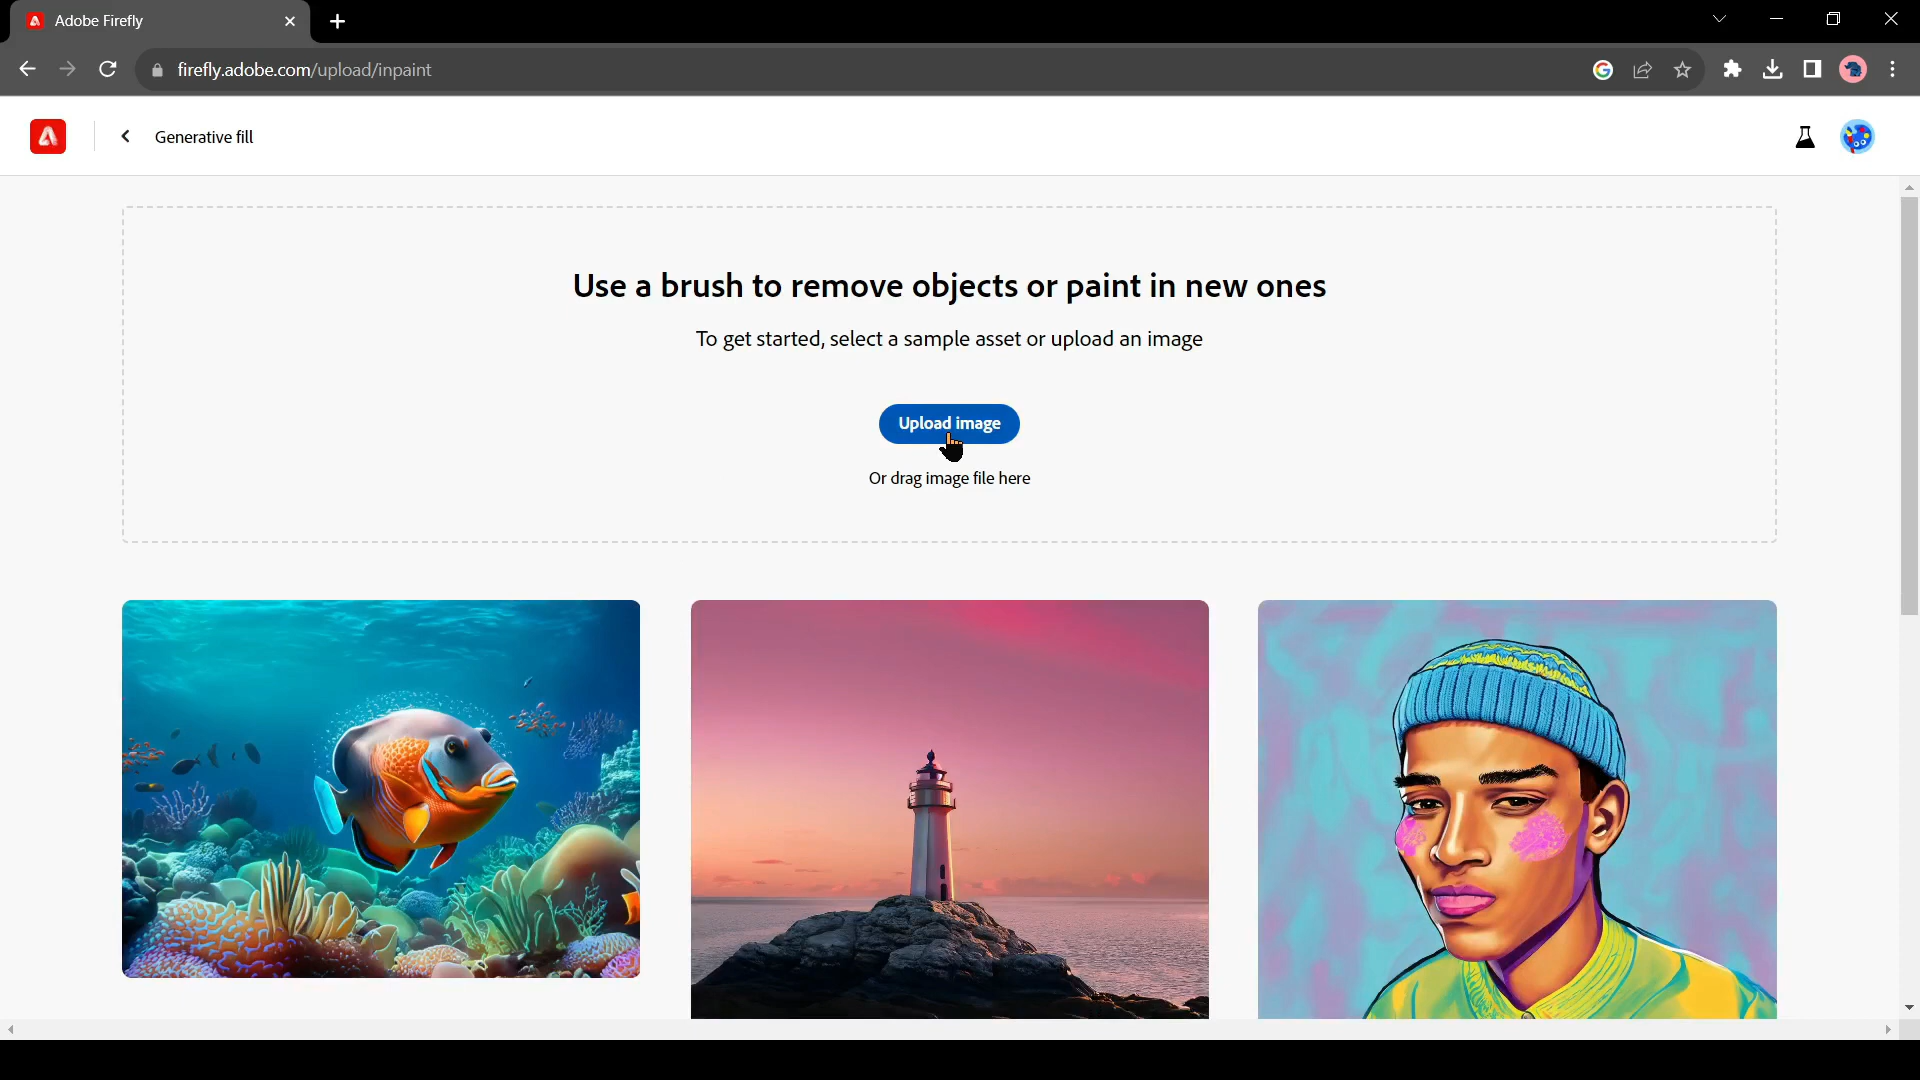 Adobe Firefly
firefly.adobe.com/upload/inpaint
Generative fill
Use a brush to remove objects or paint in new ones
To get started, select a sample asset or upload an image
Upload image
Or drag image file here